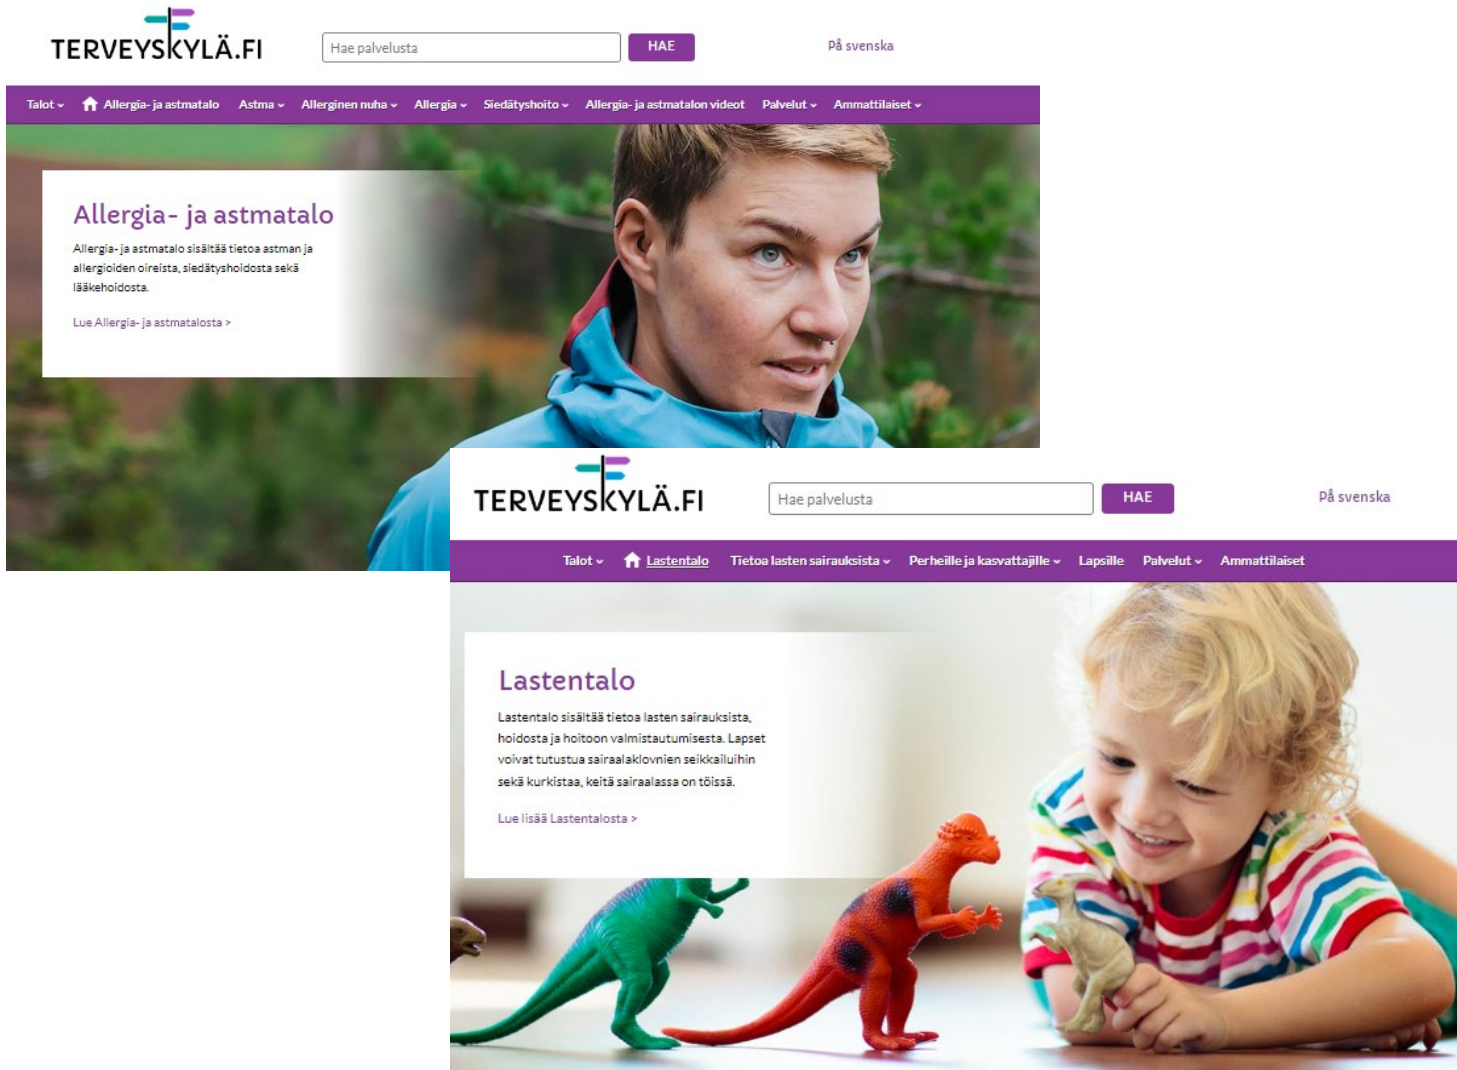 TERVEYSKYLÄ.FI
Hae palvelusta
HAE
På svenska
Talot
Allergia- ja astmatalo
Astma
Allerginen nuha
Allergia
Siedätyshoito
Allergia- ja astmatalon videot
Palvelut
Ammattilaiset
Allergia- ja astmatalo
Allergia- ja astmatalo sisältää tietoa astman ja
allergioiden oireista, siedätyshoidosta sekä
lääkehoidosta.
Lue Allergia- ja astmatalosta >
TERVEYSKYLÄ.FI
Hae palvelusta
HAE
På svenska
Talot
Lastentalo
Tietoa lasten sairauksista
Perheille ja kasvattajille
Lapsille
Palvelut
Ammattilaiset
Lastentalo
Lastentalo sisältää tietoa lasten sairauksista,
hoidosta ja hoitoon valmistautumisesta. Lapset
voivat tutustua sairaalaklovnien seikkailuihin
sekä kurkistaa, keitä sairaalassa on töissä.
Lue lisää Lastentalosta >